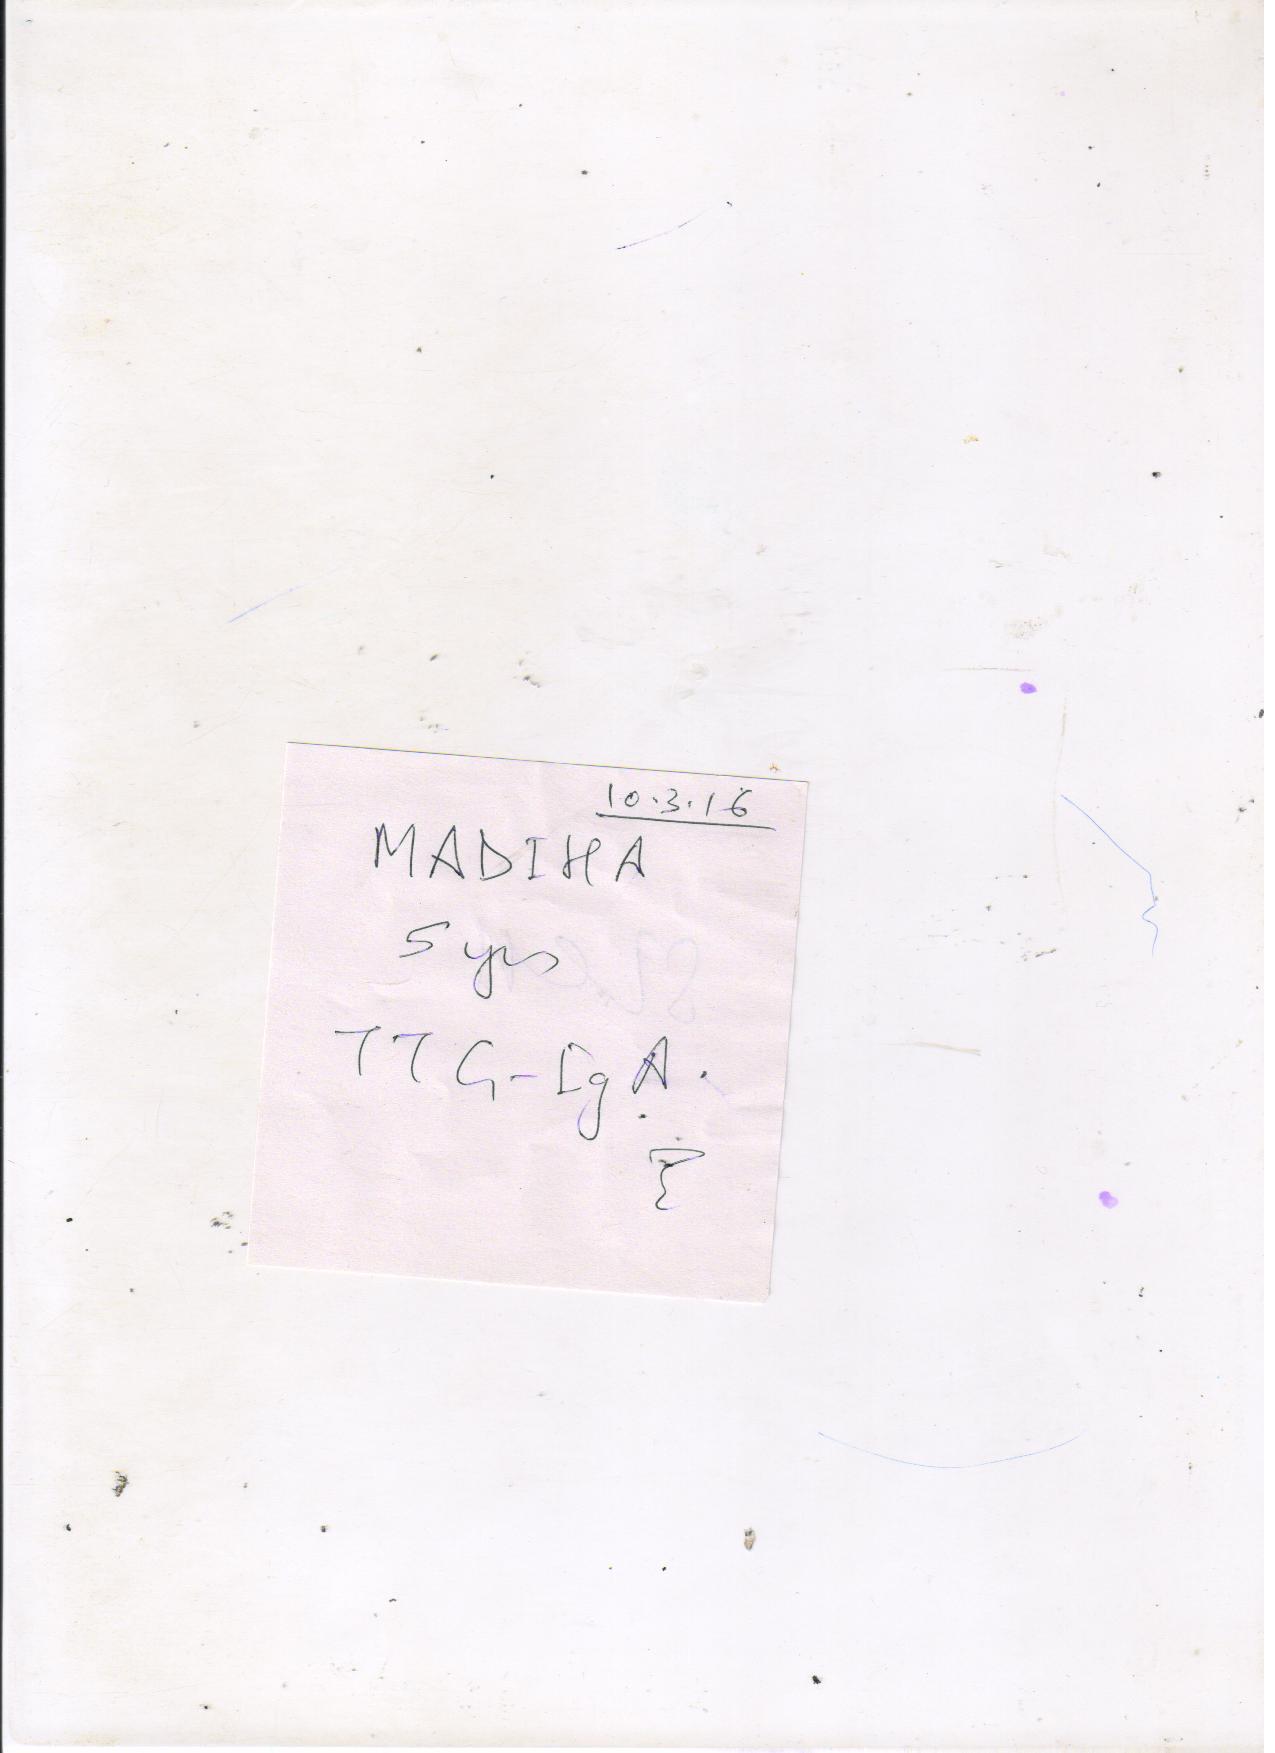 10.3.16
MADIHA
5 yrs
TTG-IgA.